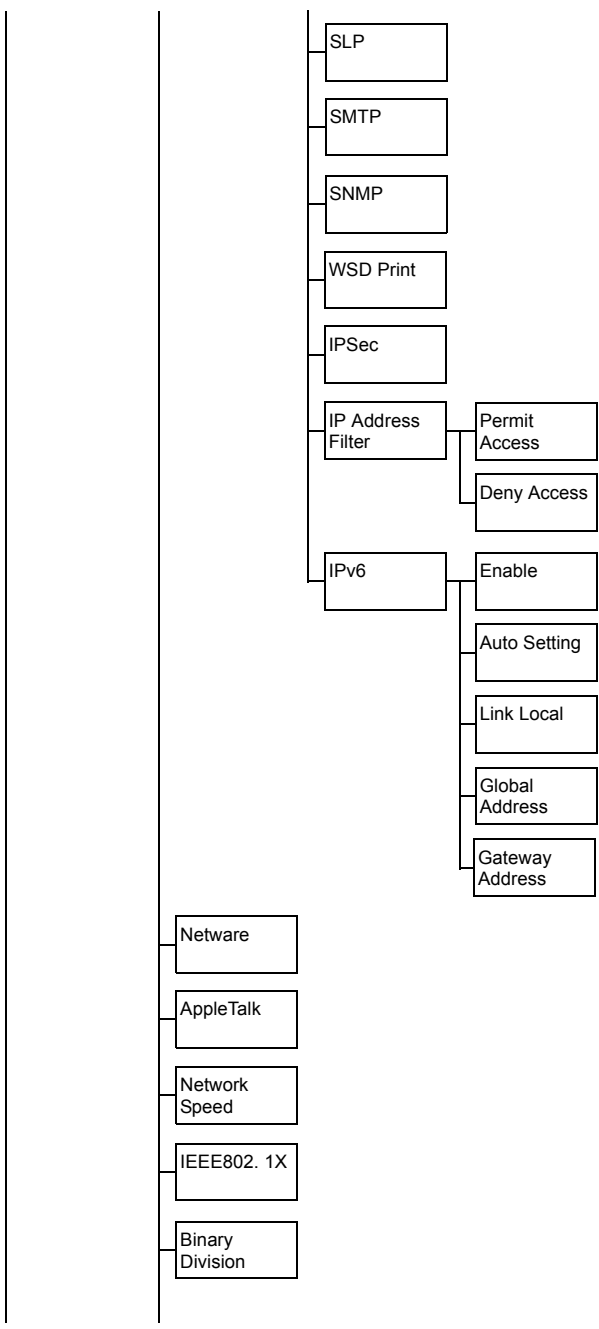 SLP
SMTP
SNMP
WSD Print
IPSec
IP Address
Filter
Permit
Access
Deny Access
IPv6
Enable
Auto Setting
Link Local
Global
Address
Gateway
Address
Netware
AppleTalk
Network
Speed
IEEE802. 1X
Binary
Division